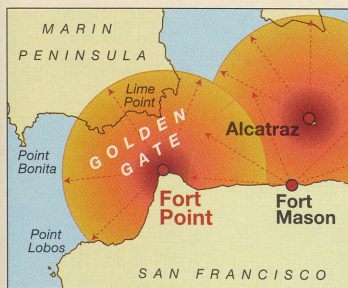 MARIN
PENINSULA
Lime
Point
GOLDEN
GATE
Alcatraz
Point
Bonita
Fort
Point
Fort
Mason
Point
Lobos
SAN FRANCISCO